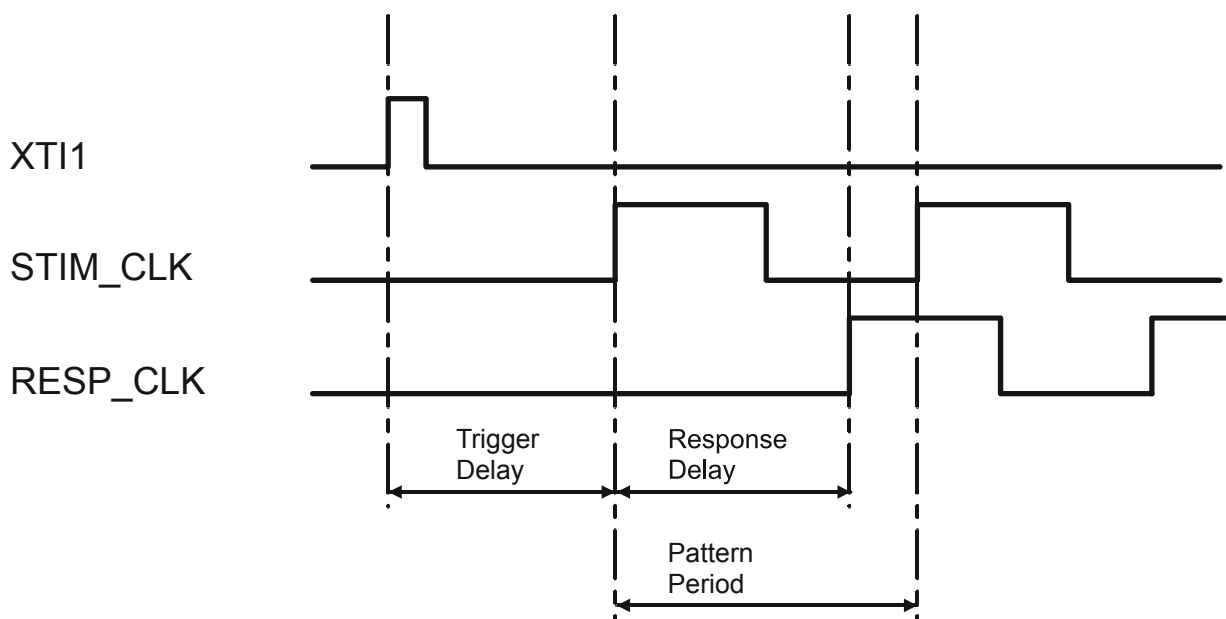 XTI1
STIM_CLK
RESP_CLK
Trigger
Delay
Response
Delay
Pattern
Period